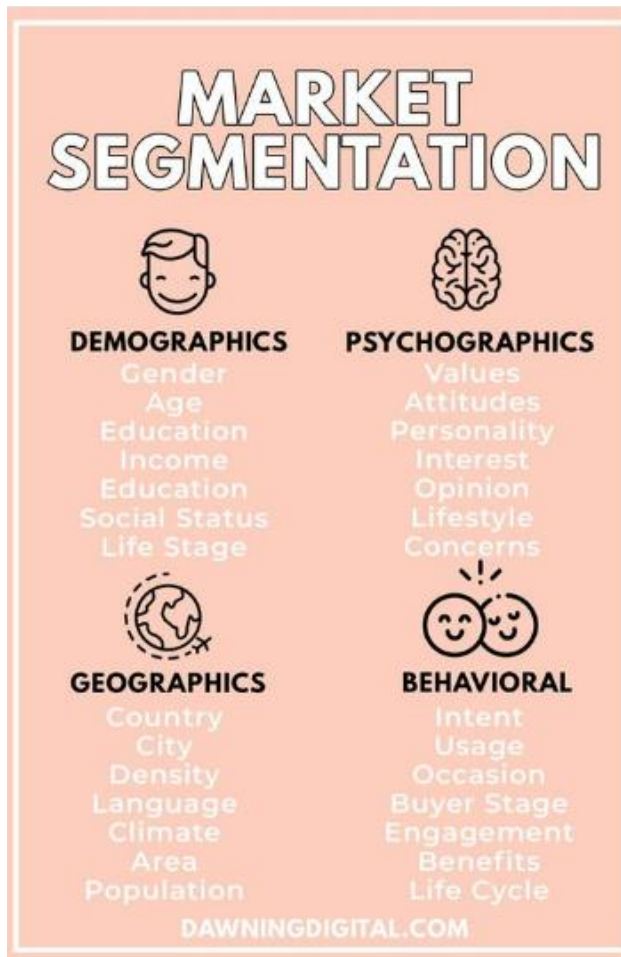 MARKET
SEGMENTATION
DEMOGRAPHICS
Gender
Age
Education
Income
Education
Social Status
Life Stage
PSYCHOGRAPHICS
Values
Attitudes
Personality
Interest
Opinion
Lifestyle
Concerns
GEOGRAPHICS
Country
City
Density
Language
Climate
Area
Population
BEHAVIORAL
Intent
Usage
Occasion
Buyer Stage
Engagement
Benefits
Life Cycle
DAWNINGDIGITAL.COM